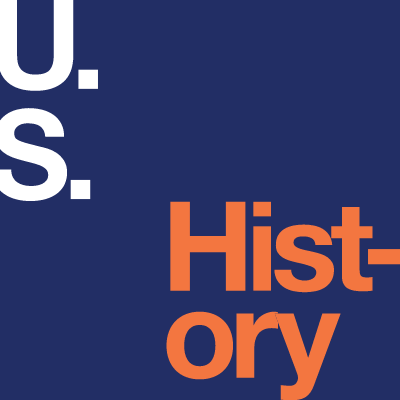 U.
S.
Hist-
ory